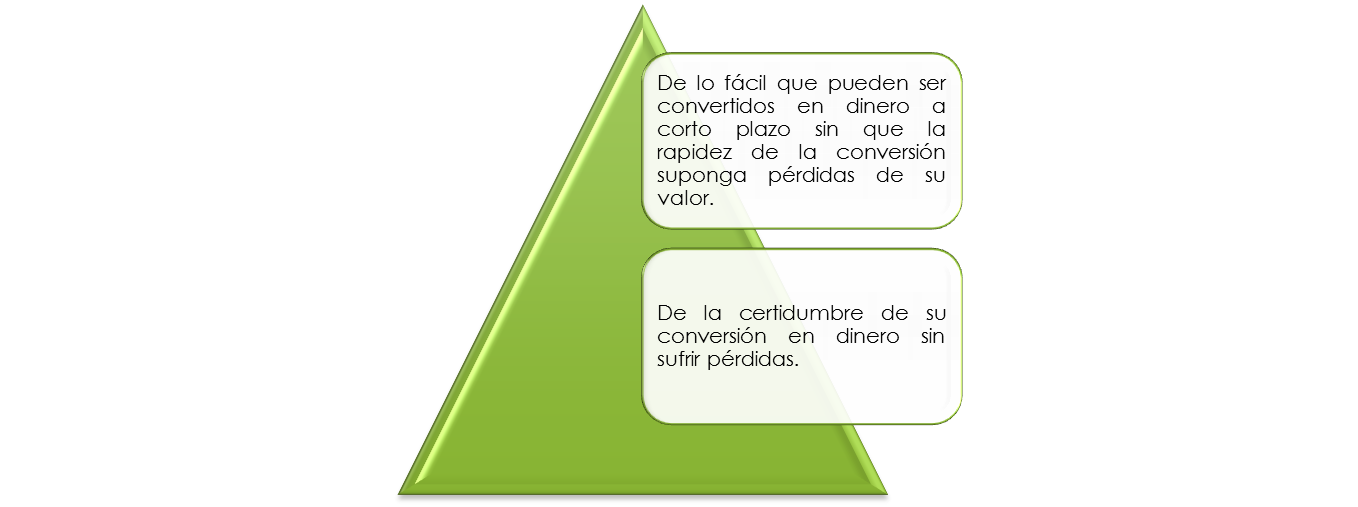 De lo fácil que pueden ser
convertidos en dinero a
corto plazo sin que la
rapidez de la conversión
suponga pérdidas de su
valor.
De la certidumbre de su
conversión en dinero sin
sufrir pérdidas.